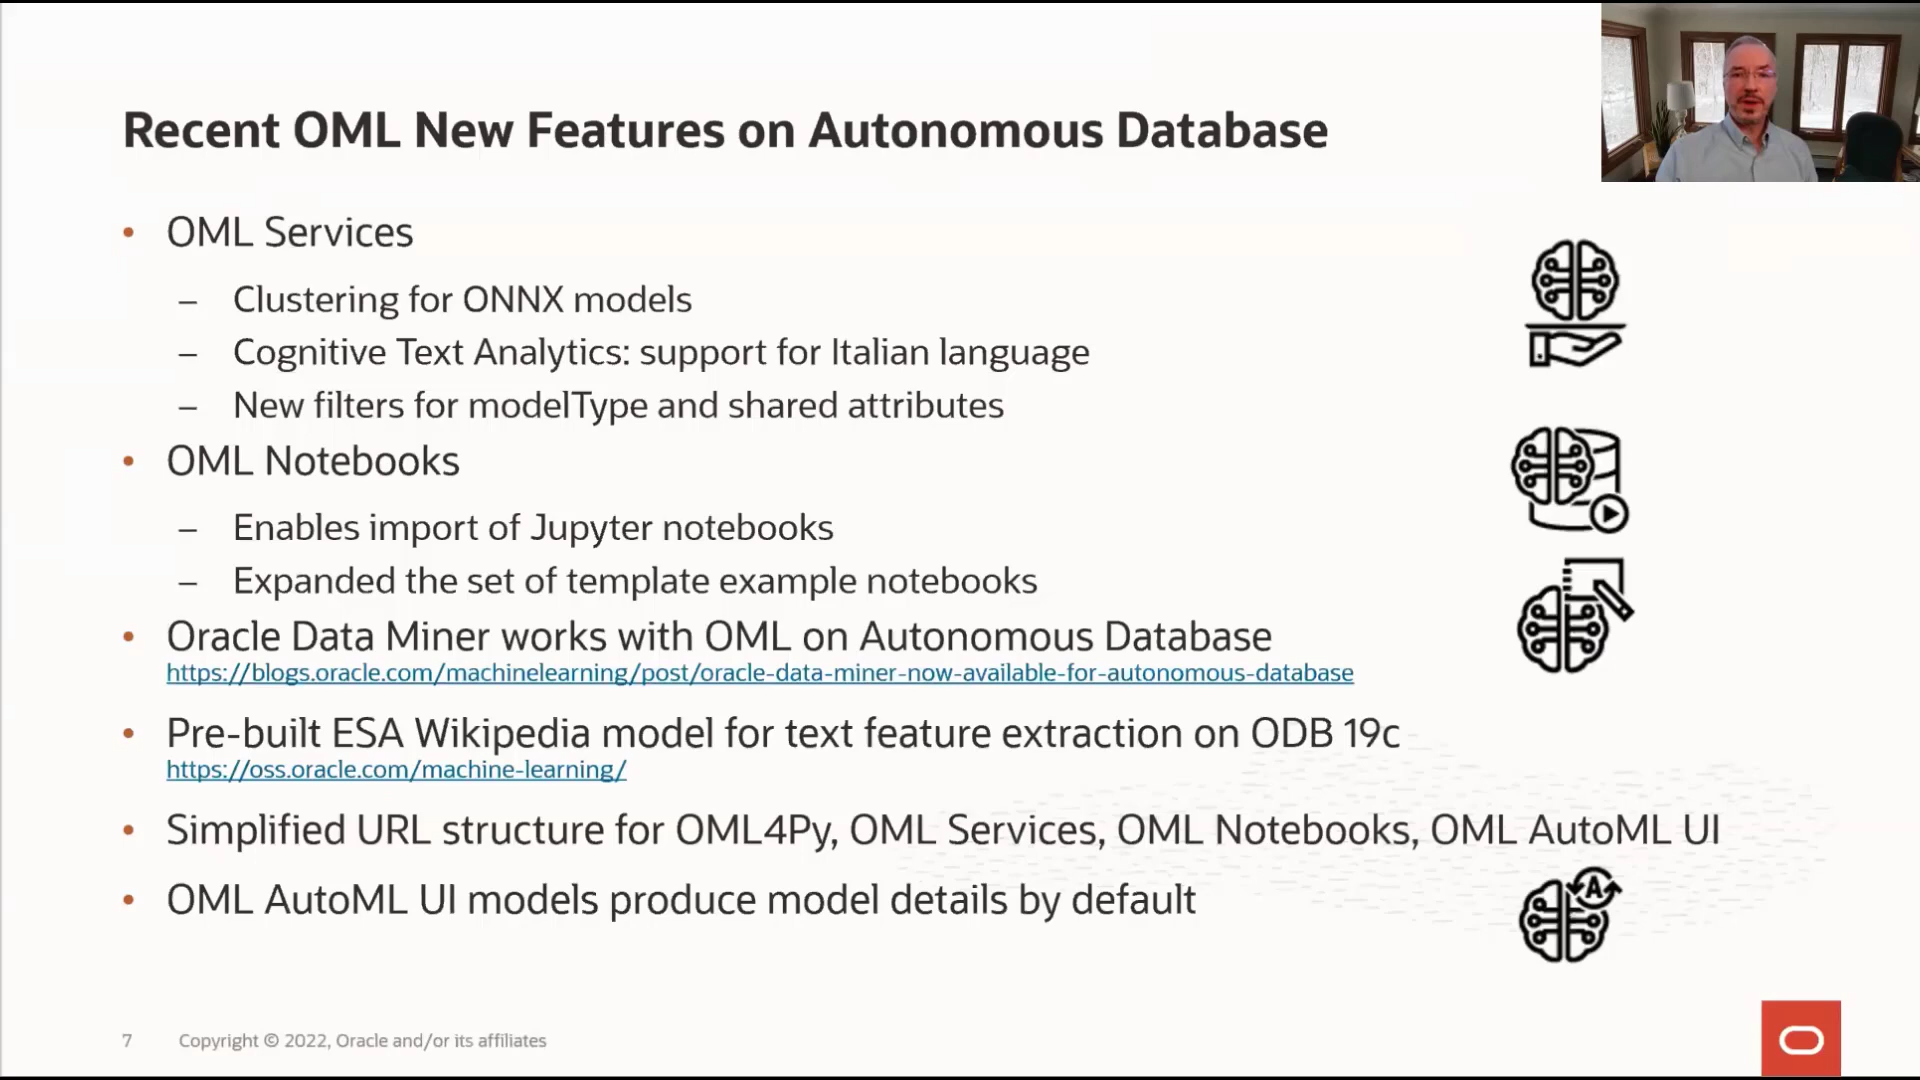 Recent OML New Features on Autonomous Database
• OML Services
– Clustering for ONNX models
– Cognitive Text Analytics: support for Italian language
– New filters for modelType and shared attributes
• OML Notebooks
– Enables import of Jupyter notebooks
– Expanded the set of template example notebooks
• Oracle Data Miner works with OML on Autonomous Database
https://blogs.oracle.com/machinelearning/post/oracle-data-miner-now-available-for-autonomous-database
• Pre-built ESA Wikipedia model for text feature extraction on ODB 19c
https://oss.oracle.com/machine-learning/
• Simplified URL structure for OML4Py, OML Services, OML Notebooks, OML AutoML UI
• OML AutoML UI models produce model details by default
A
7 Copyright © 2022, Oracle and/or its affiliates